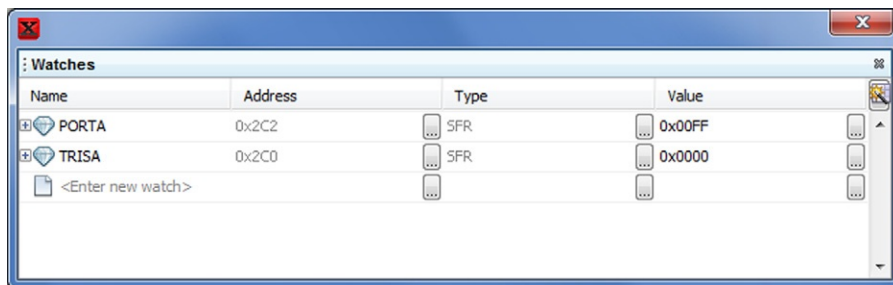 Watches
Name Address Type Value
PORTA 0x2C2 ... SFR ... 0x00FF ...
TRISA 0x2C0 ... SFR ... 0x0000 ...
<Enter new watch> ... ... ...